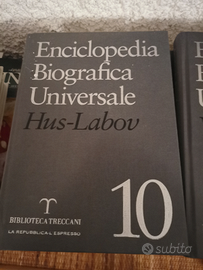 Enciclopedia
Biografica
Universale
Hus-Labov
10
BIBLIOTECA TRECCANI
LA REPUBBLICA-L'ESPRESSO
subito